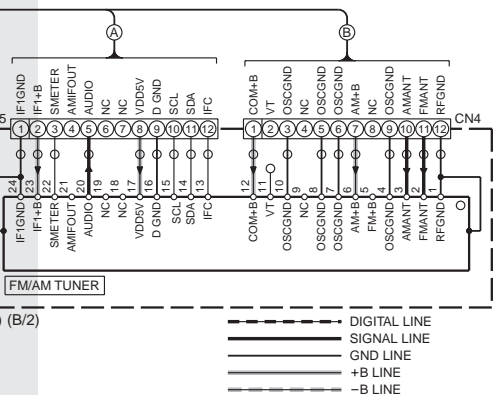 A B
IF1GND IF1+B SMETER AMIFOUT AUDIO NC NC VDD5V D GND SCL SDA IFC COM+B VT OSCGND NC OSCGND OSCGND AM+B NC OSCGND AMANT FMANT RFGND
5 1 2 3 4 5 6 7 8 9 10 11 12 1 2 3 4 5 6 7 8 9 10 11 12 CN4
24 23 22 21 20 19 18 17 16 15 14 13 12 11 10 9 8 7 6 5 4 3 2 1
IF1GND IF1+B SMETER AMIFOUT AUDIO NC NC VDD5V D GND SCL SDA IFC COM+B VT OSCGND NC OSCGND OSCGND AM+B FM+B OSCGND AMANT FMANT RFGND
FM/AM TUNER
) (B/2)
DIGITAL LINE
SIGNAL LINE
GND LINE
+B LINE
−B LINE